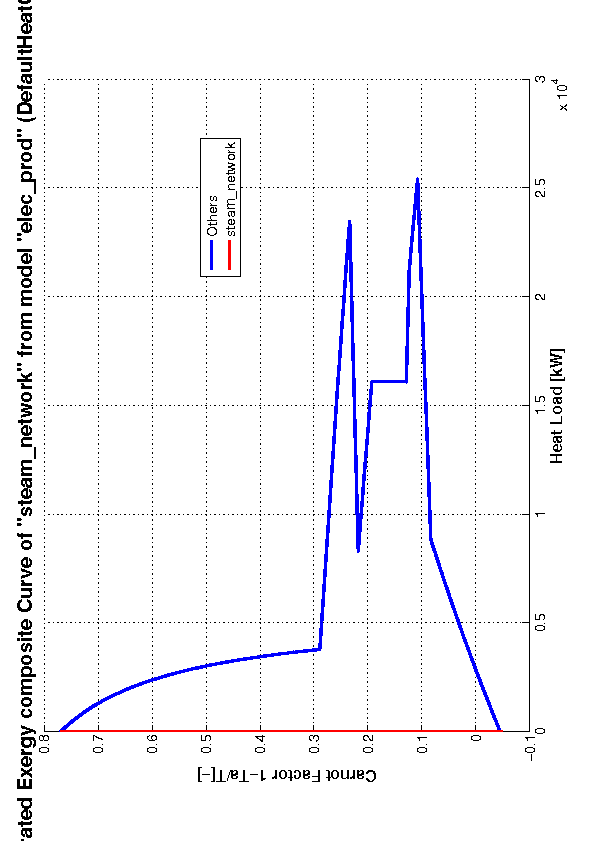 ated Exergy composite Curve of "steam_network" from model "elec_prod" (DefaultHeat
Others
steam_network
0.8
0.7
0.6
0.5
0.4
0.3
0.2
0.1
0
−0.1
Carnot Factor 1−Ta/T[−]
0
0.5
1
1.5
2
2.5
3
x 10^4
Heat Load [kW]